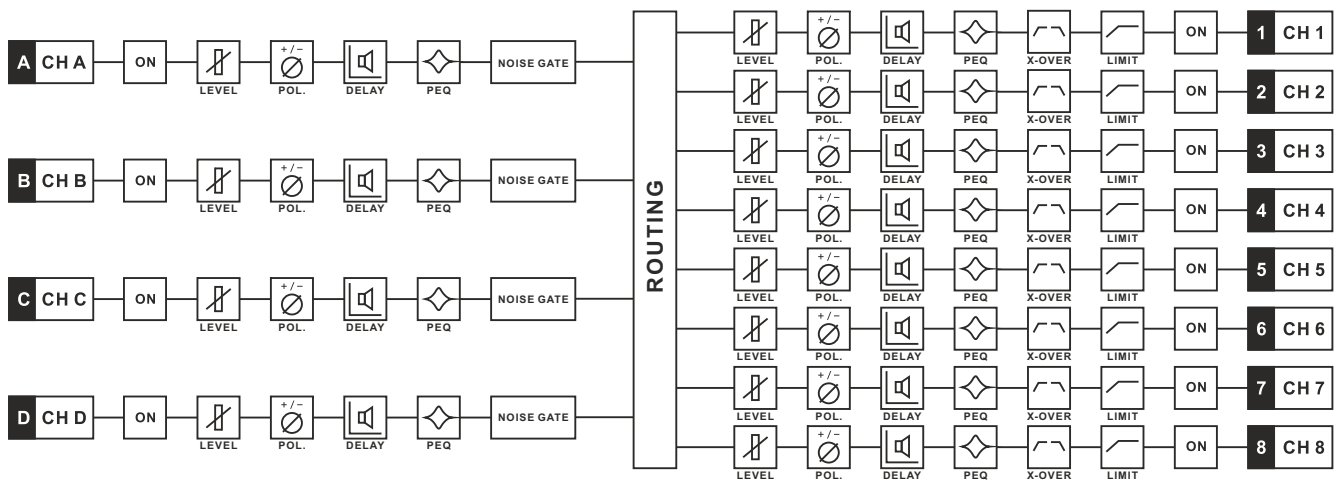 A CH A ON LEVEL +/− POL. DELAY PEQ NOISE GATE
B CH B ON LEVEL +/− POL. DELAY PEQ NOISE GATE
C CH C ON LEVEL +/− POL. DELAY PEQ NOISE GATE
D CH D ON LEVEL +/− POL. DELAY PEQ NOISE GATE
ROUTING
LEVEL +/− POL. DELAY PEQ X-OVER LIMIT ON 1 CH 1
LEVEL +/− POL. DELAY PEQ X-OVER LIMIT ON 2 CH 2
LEVEL +/− POL. DELAY PEQ X-OVER LIMIT ON 3 CH 3
LEVEL +/− POL. DELAY PEQ X-OVER LIMIT ON 4 CH 4
LEVEL +/− POL. DELAY PEQ X-OVER LIMIT ON 5 CH 5
LEVEL +/− POL. DELAY PEQ X-OVER LIMIT ON 6 CH 6
LEVEL +/− POL. DELAY PEQ X-OVER LIMIT ON 7 CH 7
LEVEL +/− POL. DELAY PEQ X-OVER LIMIT ON 8 CH 8